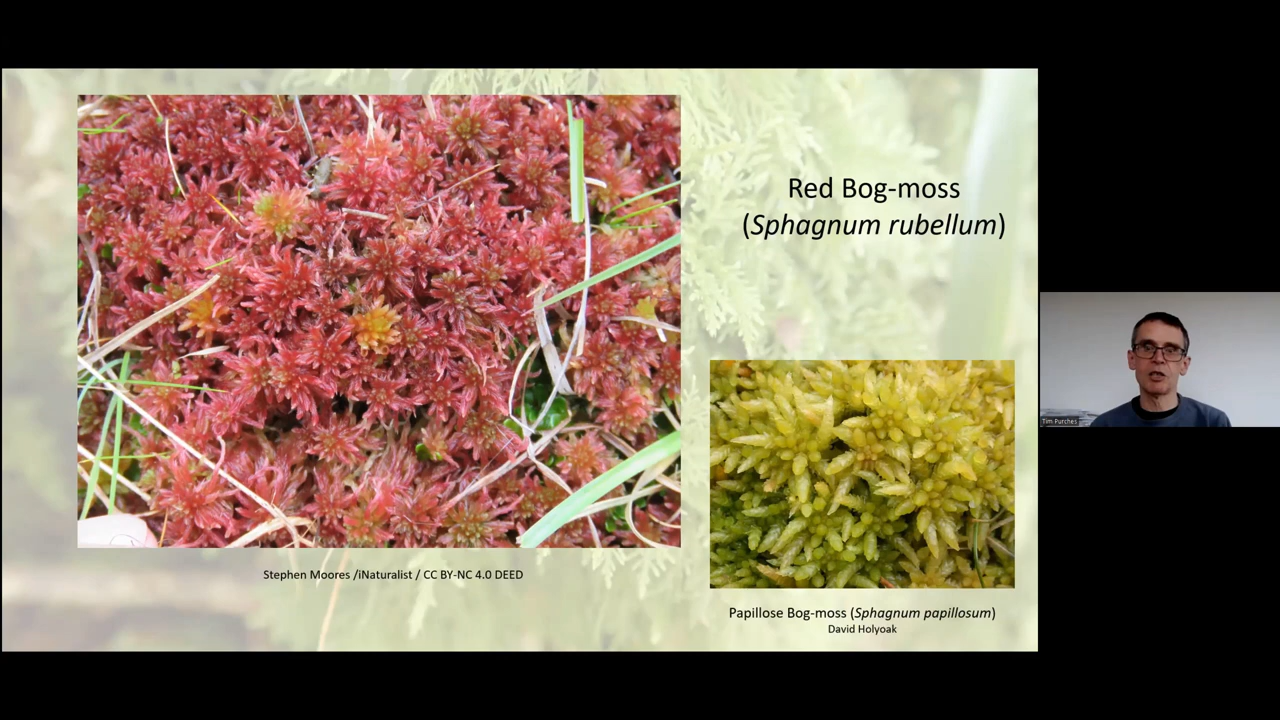 Red Bog-moss
(Sphagnum rubellum)
Stephen Moores /iNaturalist / CC BY-NC 4.0 DEED
Papillose Bog-moss (Sphagnum papillosum)
David Holyoak
Tim Purches